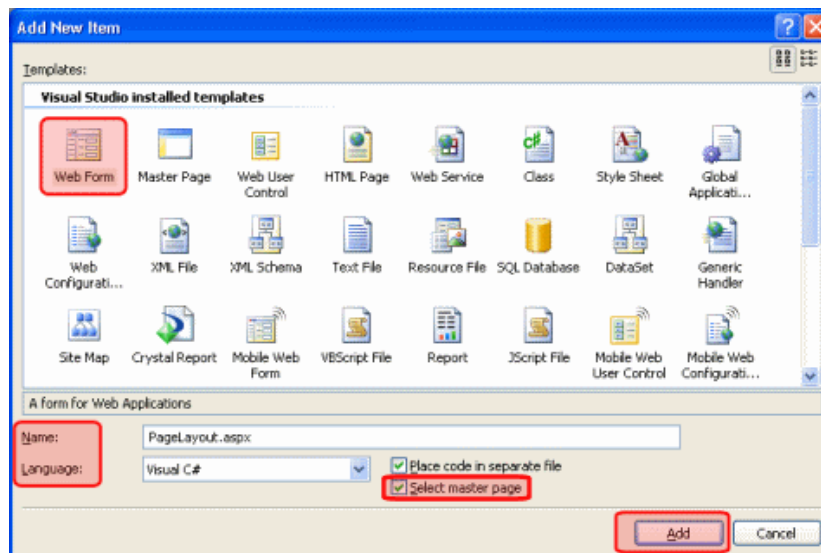 Add New Item
Templates:
Visual Studio installed templates
Web Form
Master Page
Web User Control
HTML Page
Web Service
Class
Style Sheet
Global Applicati...
Web Configurati...
XML File
XML Schema
Text File
Resource File
SQL Database
DataSet
Generic Handler
Site Map
Crystal Report
Mobile Web Form
VBScript File
Report
JScript File
Mobile Web User Control
Mobile Web Configurati...
A form for Web Applications
Name:
PageLayout.aspx
Language:
Visual C#
Place code in separate file
Select master page
Add
Cancel